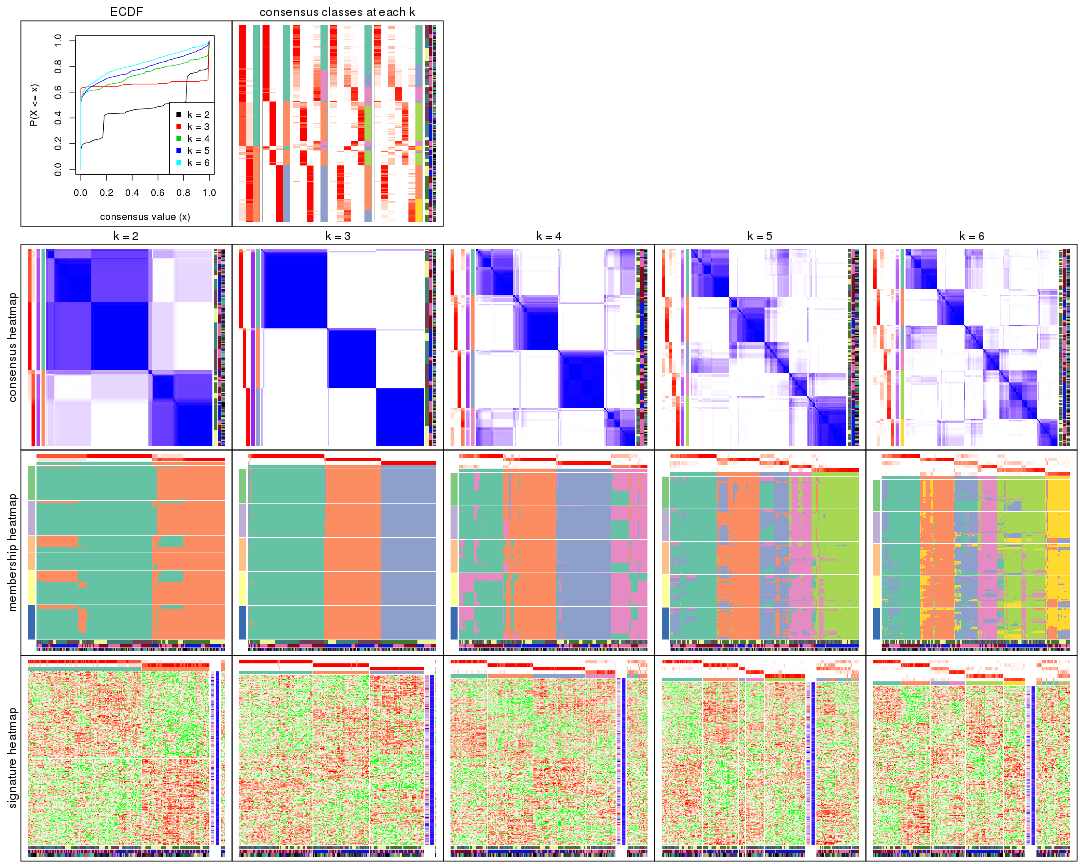 ECDF
consensus classes at each k
P(X <= x)
0.0
0.2
0.4
0.6
0.8
1.0
k = 2
k = 3
k = 4
k = 5
k = 6
0.0 0.2 0.4 0.6 0.8 1.0
consensus value (x)
k = 2
k = 3
k = 4
k = 5
k = 6
consensus heatmap
membership heatmap
signature heatmap